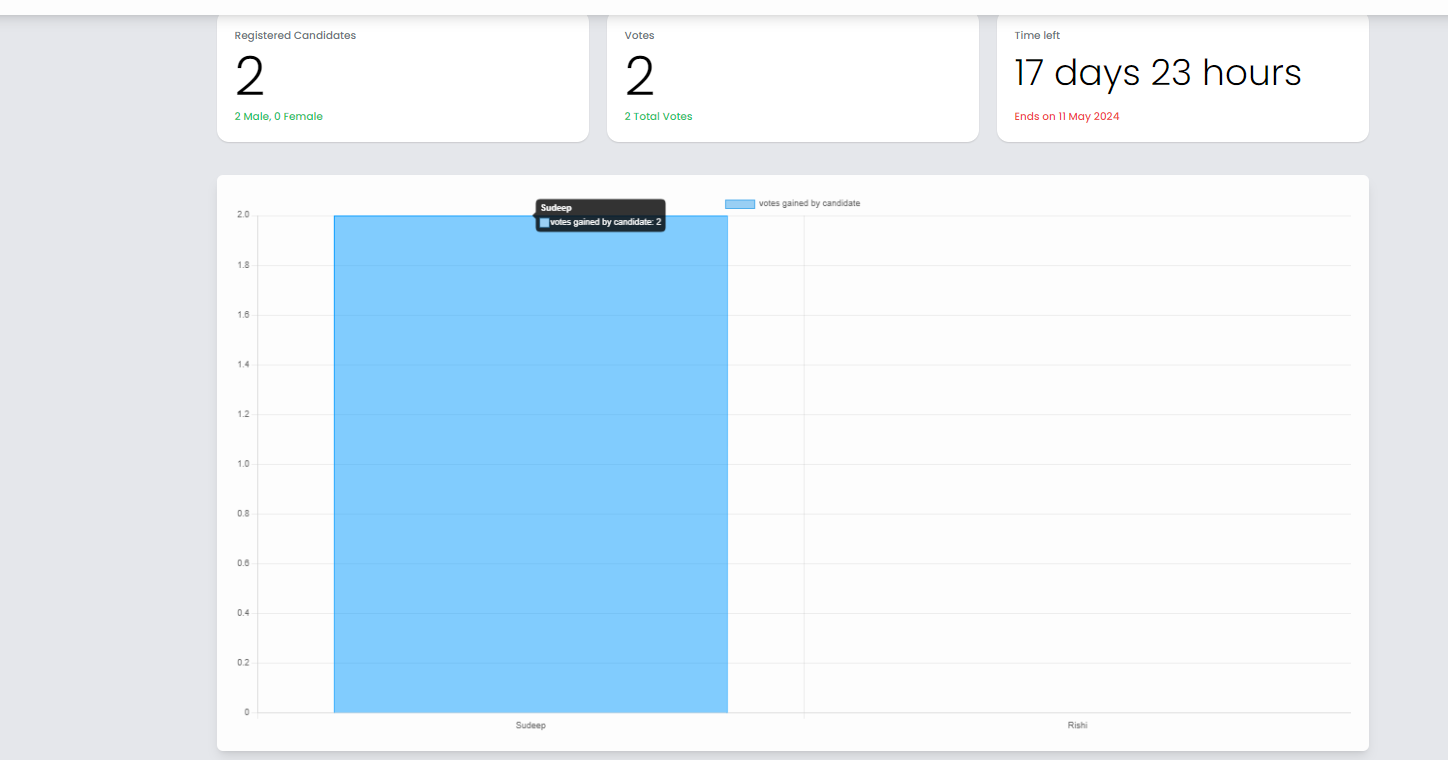 Registered Candidates
2
2 Male, 0 Female
Votes
2
2 Total Votes
Time left
17 days 23 hours
Ends on 11 May 2024
votes gained by candidate
Sudeep
votes gained by candidate: 2
2.0
1.8
1.6
1.4
1.2
1.0
0.8
0.6
0.4
0.2
0
Sudeep
Rishi